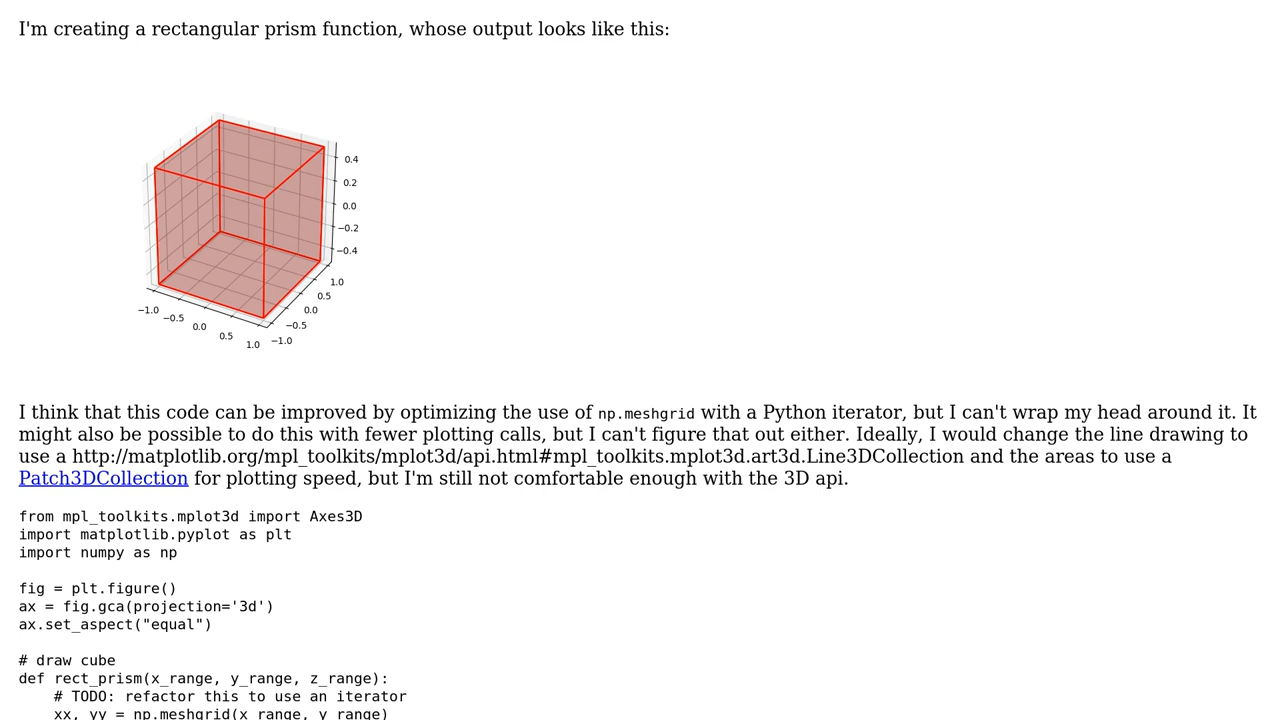 I'm creating a rectangular prism function, whose output looks like this:
0.4
0.2
0.0
−0.2
−0.4
1.0
0.5
0.0
−0.5
−1.0
−1.0
−0.5
0.0
0.5
1.0
I think that this code can be improved by optimizing the use of np.meshgrid with a Python iterator, but I can't wrap my head around it. It
might also be possible to do this with fewer plotting calls, but I can't figure that out either. Ideally, I would change the line drawing to
use a http://matplotlib.org/mpl_toolkits/mplot3d/api.html#mpl_toolkits.mplot3d.art3d.Line3DCollection and the areas to use a
Patch3DCollection for plotting speed, but I'm still not comfortable enough with the 3D api.
from mpl_toolkits.mplot3d import Axes3D
import matplotlib.pyplot as plt
import numpy as np
fig = plt.figure()
ax = fig.gca(projection='3d')
ax.set_aspect("equal")
# draw cube
def rect_prism(x_range, y_range, z_range):
    # TODO: refactor this to use an iterator
    xx, yy = np.meshgrid(x_range, y_range)